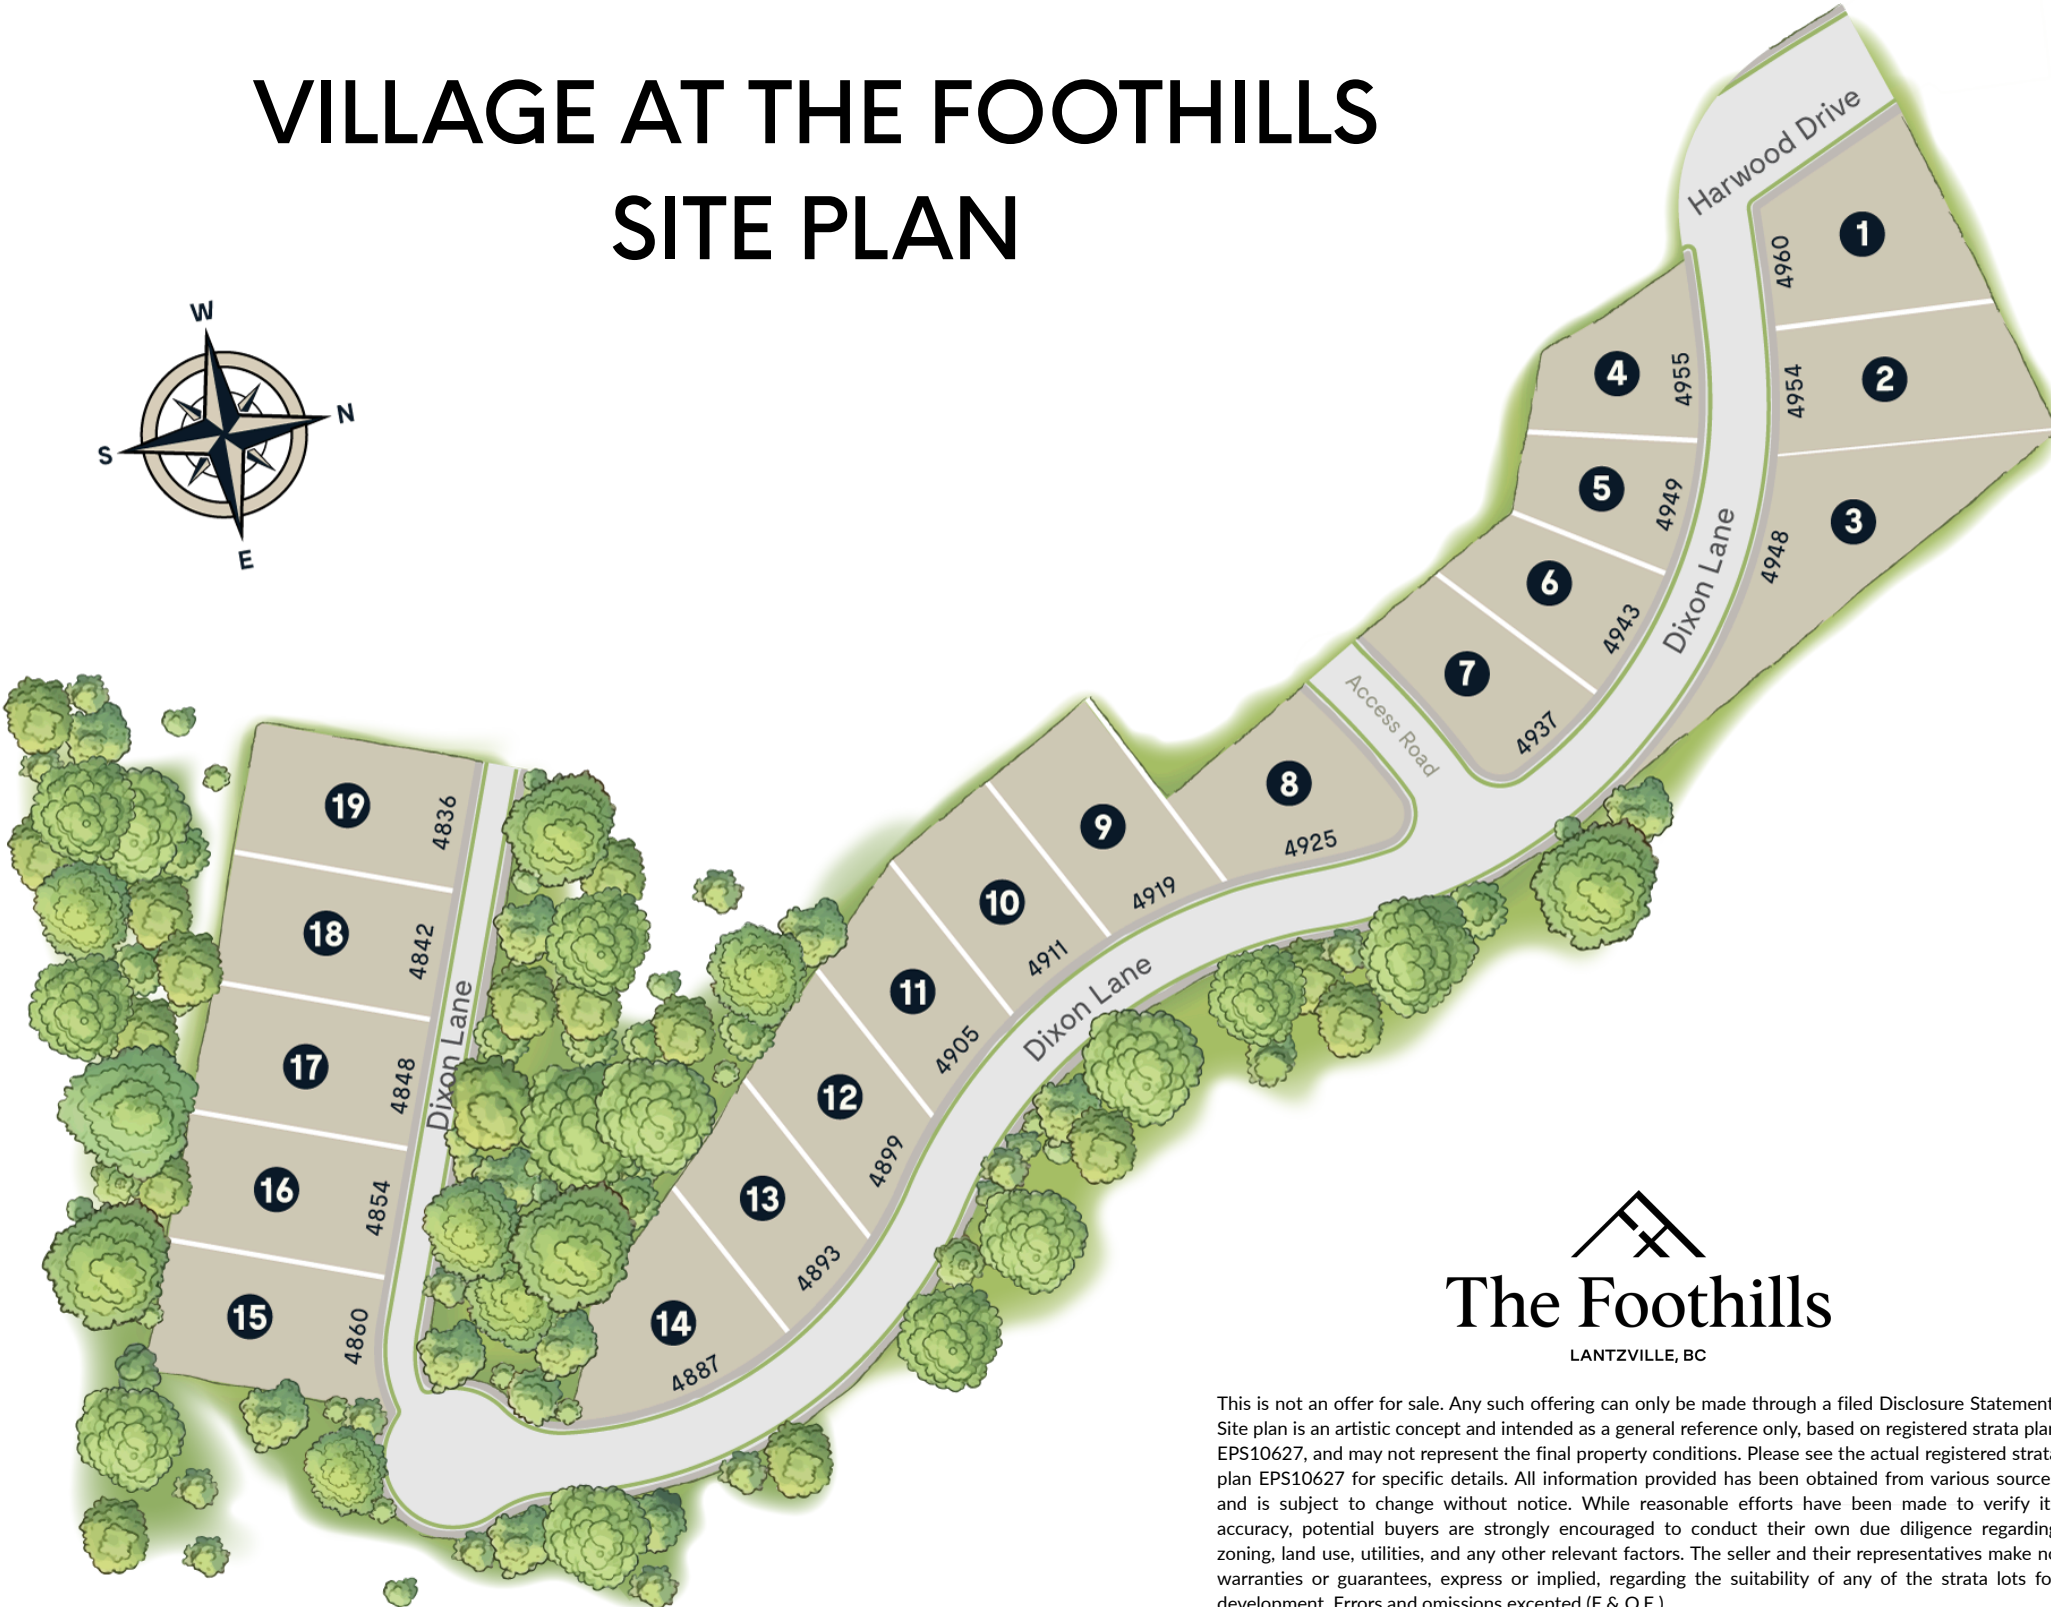 VILLAGE AT THE FOOTHILLS
SITE PLAN
W
N
S
E
Harwood Drive
1
4960
2
4954
3
4948
4
4955
5
4949
6
4943
7
4937
Dixon Lane
Access Road
8
4925
9
4919
10
4911
11
4905
12
4899
13
4893
14
4887
Dixon Lane
19
4836
18
4842
17
4848
16
4854
15
4860
Dixon Lane
The Foothills
LANTZVILLE, BC
This is not an offer for sale. Any such offering can only be made through a filed Disclosure Statement
Site plan is an artistic concept and intended as a general reference only, based on registered strata plan
EPS10627, and may not represent the final property conditions. Please see the actual registered strata
plan EPS10627 for specific details. All information provided has been obtained from various source
and is subject to change without notice. While reasonable efforts have been made to verify it
accuracy, potential buyers are strongly encouraged to conduct their own due diligence regarding
zoning, land use, utilities, and any other relevant factors. The seller and their representatives make no
warranties or guarantees, express or implied, regarding the suitability of any of the strata lots fo
development. Errors and omissions excepted (E & O.E.)